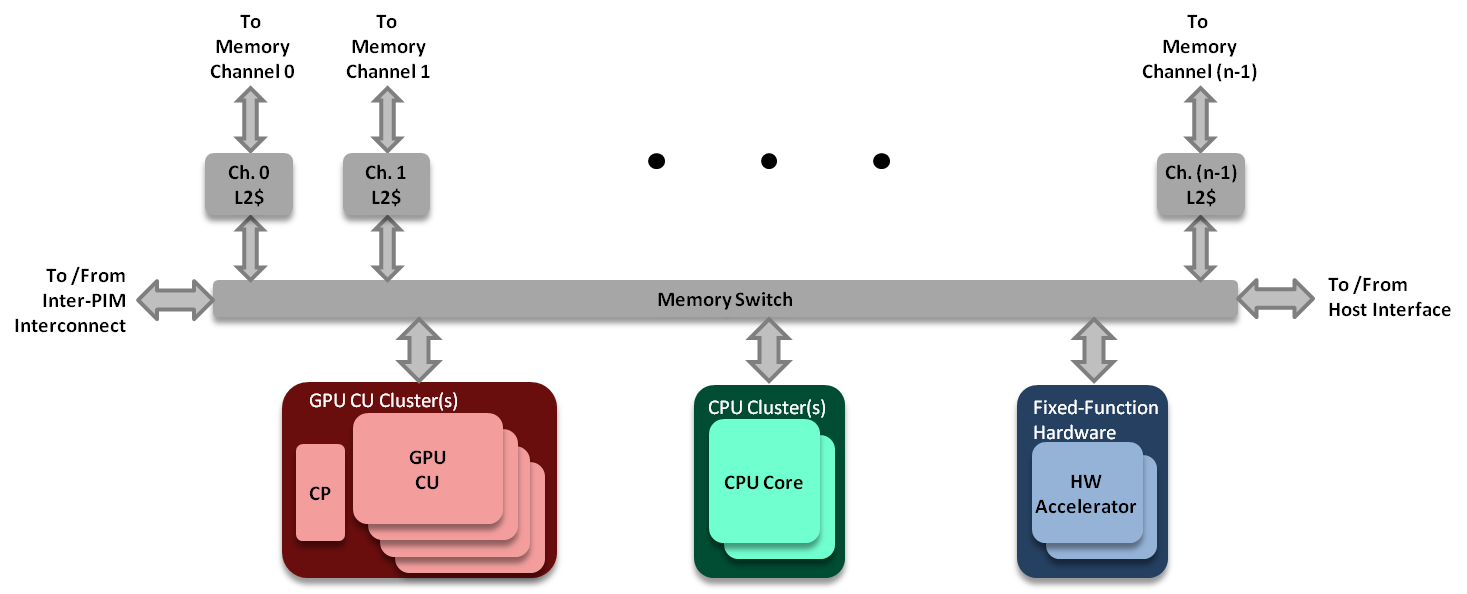 To
Memory
Channel 0
To
Memory
Channel 1
To
Memory
Channel (n-1)
Ch. 0
L2$
Ch. 1
L2$
Ch. (n-1)
L2$
To /From
Inter-PIM
Interconnect
Memory Switch
To /From
Host Interface
GPU CU Cluster(s)
CP
GPU
CU
CPU Cluster(s)
CPU Core
Fixed-Function
Hardware
HW
Accelerator